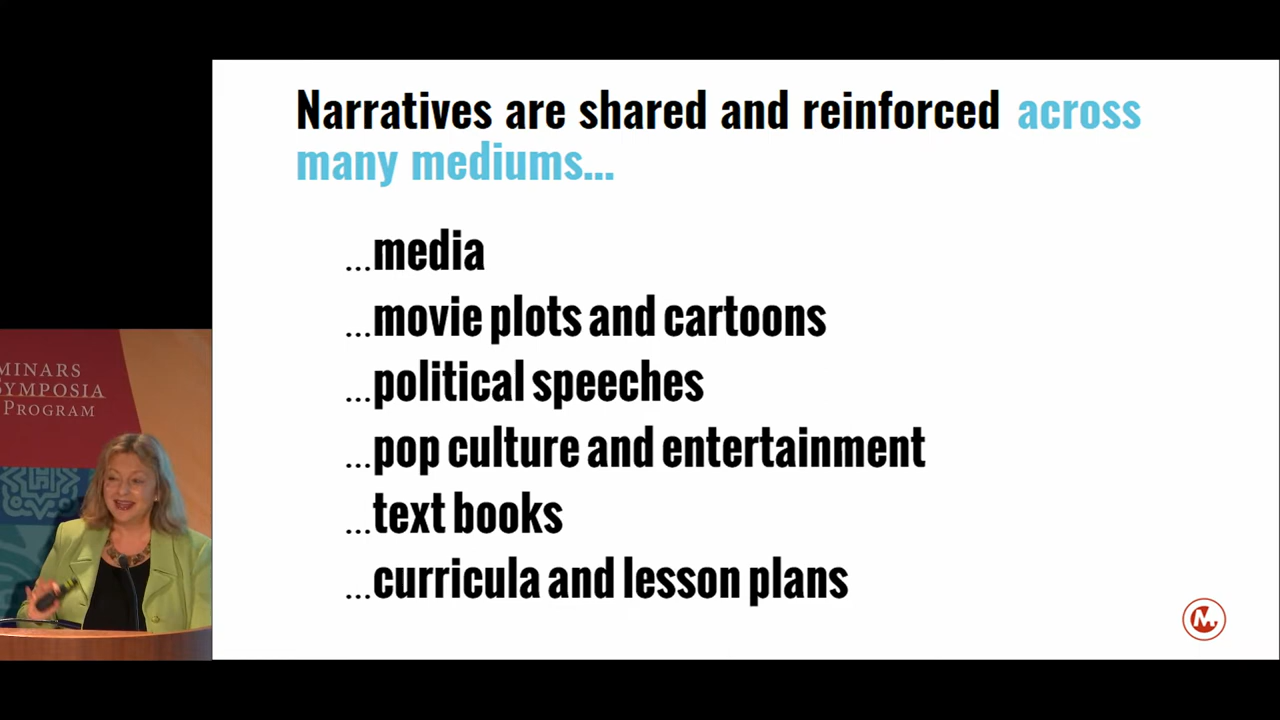 Narratives are shared and reinforced across
many mediums...
...media
...movie plots and cartoons
...political speeches
...pop culture and entertainment
...text books
...curricula and lesson plans
MINARS
SYMPOSIA
PROGRAM
M